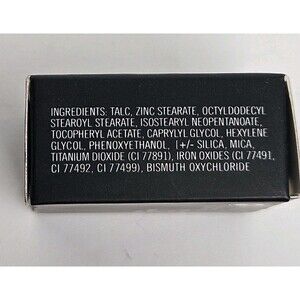 INGREDIENTS: TALC, ZINC STEARATE, OCTYLDODECYL
STEAROYL STEARATE, ISOSTEARYL NEOPENTANOATE,
TOCOPHERYL ACETATE, CAPRYLYL GLYCOL, HEXYLENE
GLYCOL, PHENOXYETHANOL, [+/- SILICA, MICA,
TITANIUM DIOXIDE (CI 77891), IRON OXIDES (CI 77491,
CI 77492, CI 77499), BISMUTH OXYCHLORIDE